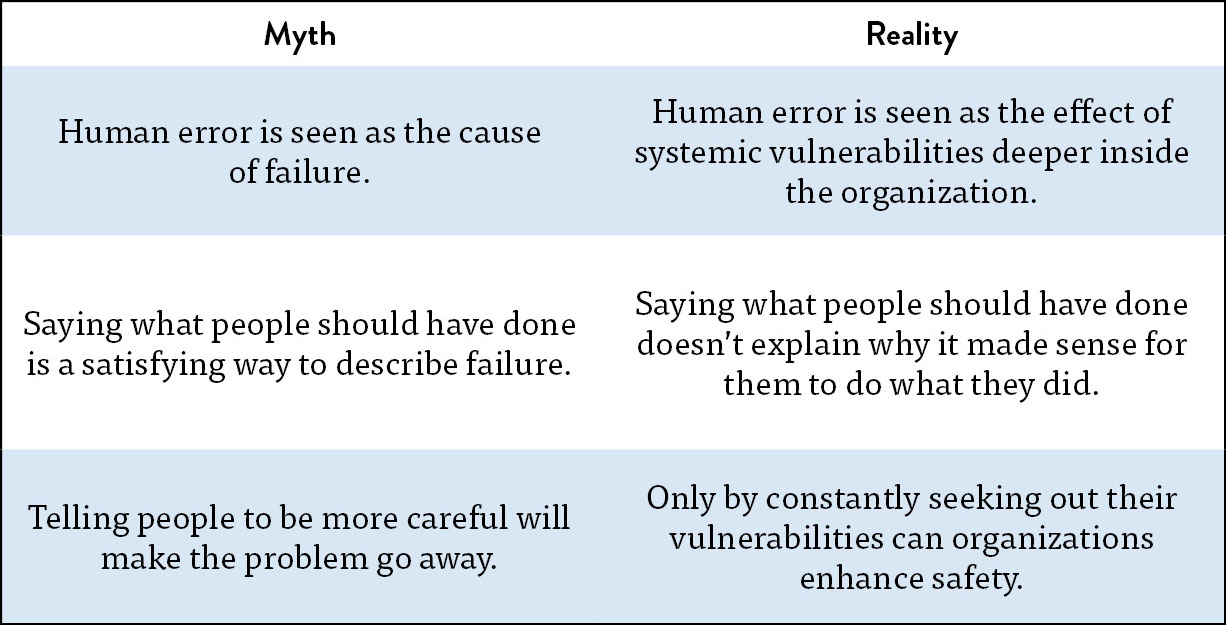 Myth
Reality
Human error is seen as the cause
of failure.
Human error is seen as the effect of
systemic vulnerabilities deeper inside
the organization.
Saying what people should have done
is a satisfying way to describe failure.
Saying what people should have done
doesn’t explain why it made sense for
them to do what they did.
Telling people to be more careful will
make the problem go away.
Only by constantly seeking out their
vulnerabilities can organizations
enhance safety.